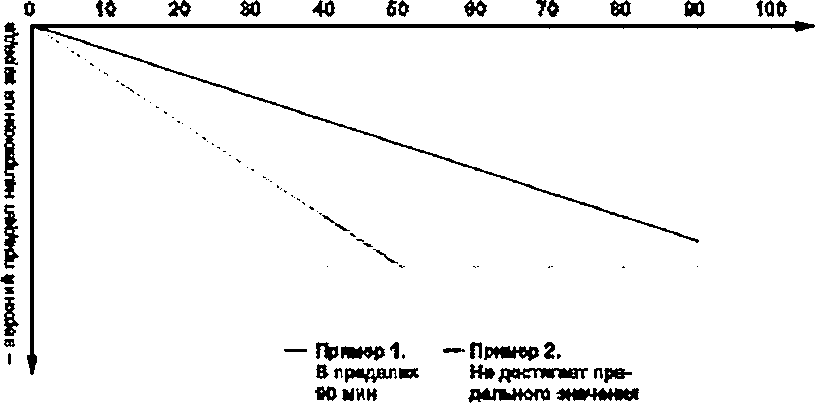 0 10 20 30 40 50 60 70 80 90 100
– верхний предел напряжения заряда
— Пример 1.
В пределах
90 мин
-- Пример 2.
Не достигает пре-
дельного значения